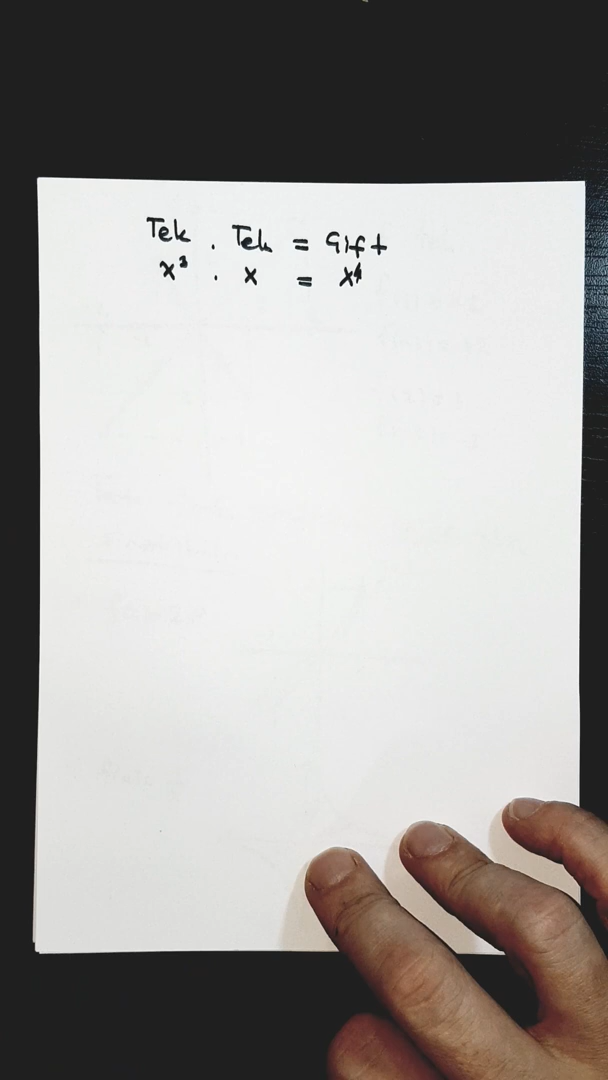 Tek . Tek = Çift
x³ . x = x⁴